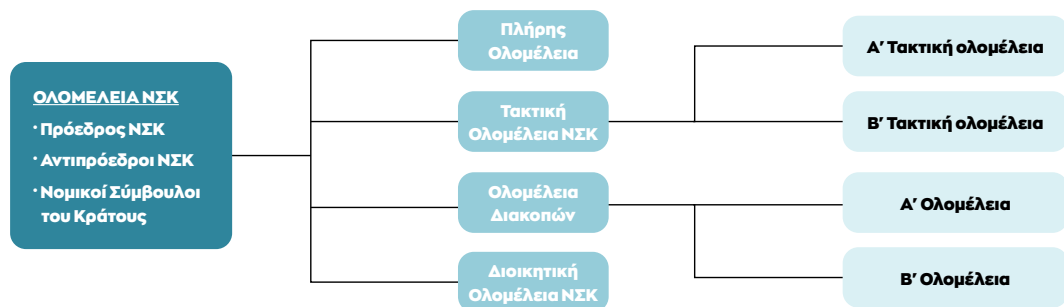 ΟΛΟΜΕΛΕΙΑ ΝΣΚ
· Πρόεδρος ΝΣΚ
· Αντιπρόεδροι ΝΣΚ
· Νομικοί Σύμβουλοι
του Κράτους
Πλήρης
Ολομέλεια
Τακτική
Ολομέλεια ΝΣΚ
Ολομέλεια
Διακοπών
Διοικητική
Ολομέλεια ΝΣΚ
Α’ Τακτική ολομέλεια
Β’ Τακτική ολομέλεια
Α’ Ολομέλεια
Β’ Ολομέλεια